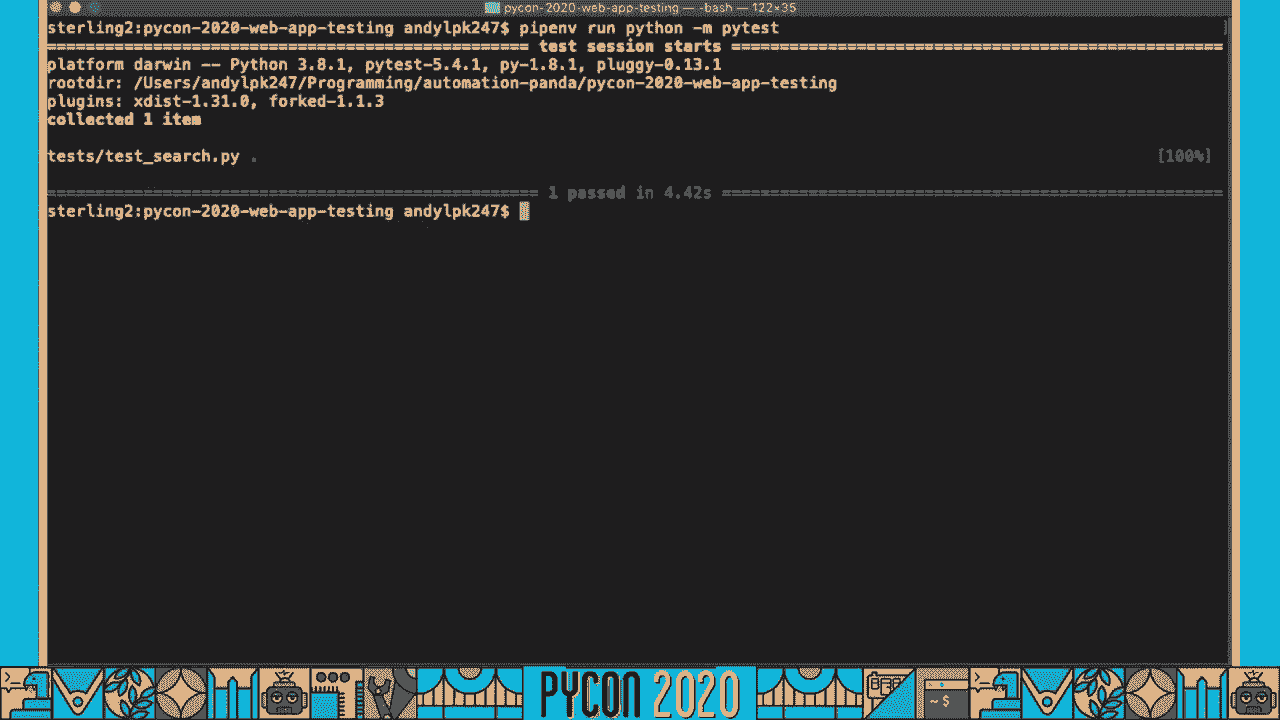 pycon-2020-web-app-testing — -bash — 122×35
sterling2:pycon-2020-web-app-testing andylpk247$ pipenv run python -m pytest
================================================== test session starts ===================================================
platform darwin -- Python 3.8.1, pytest-5.4.1, py-1.8.1, pluggy-0.13.1
rootdir: /Users/andylpk247/Programming/automation-panda/pycon-2020-web-app-testing
plugins: xdist-1.31.0, forked-1.1.3
collected 1 item
tests/test_search.py . [100%]
=================================================== 1 passed in 4.42s ====================================================
sterling2:pycon-2020-web-app-testing andylpk247$
PYCON 2020
~ $